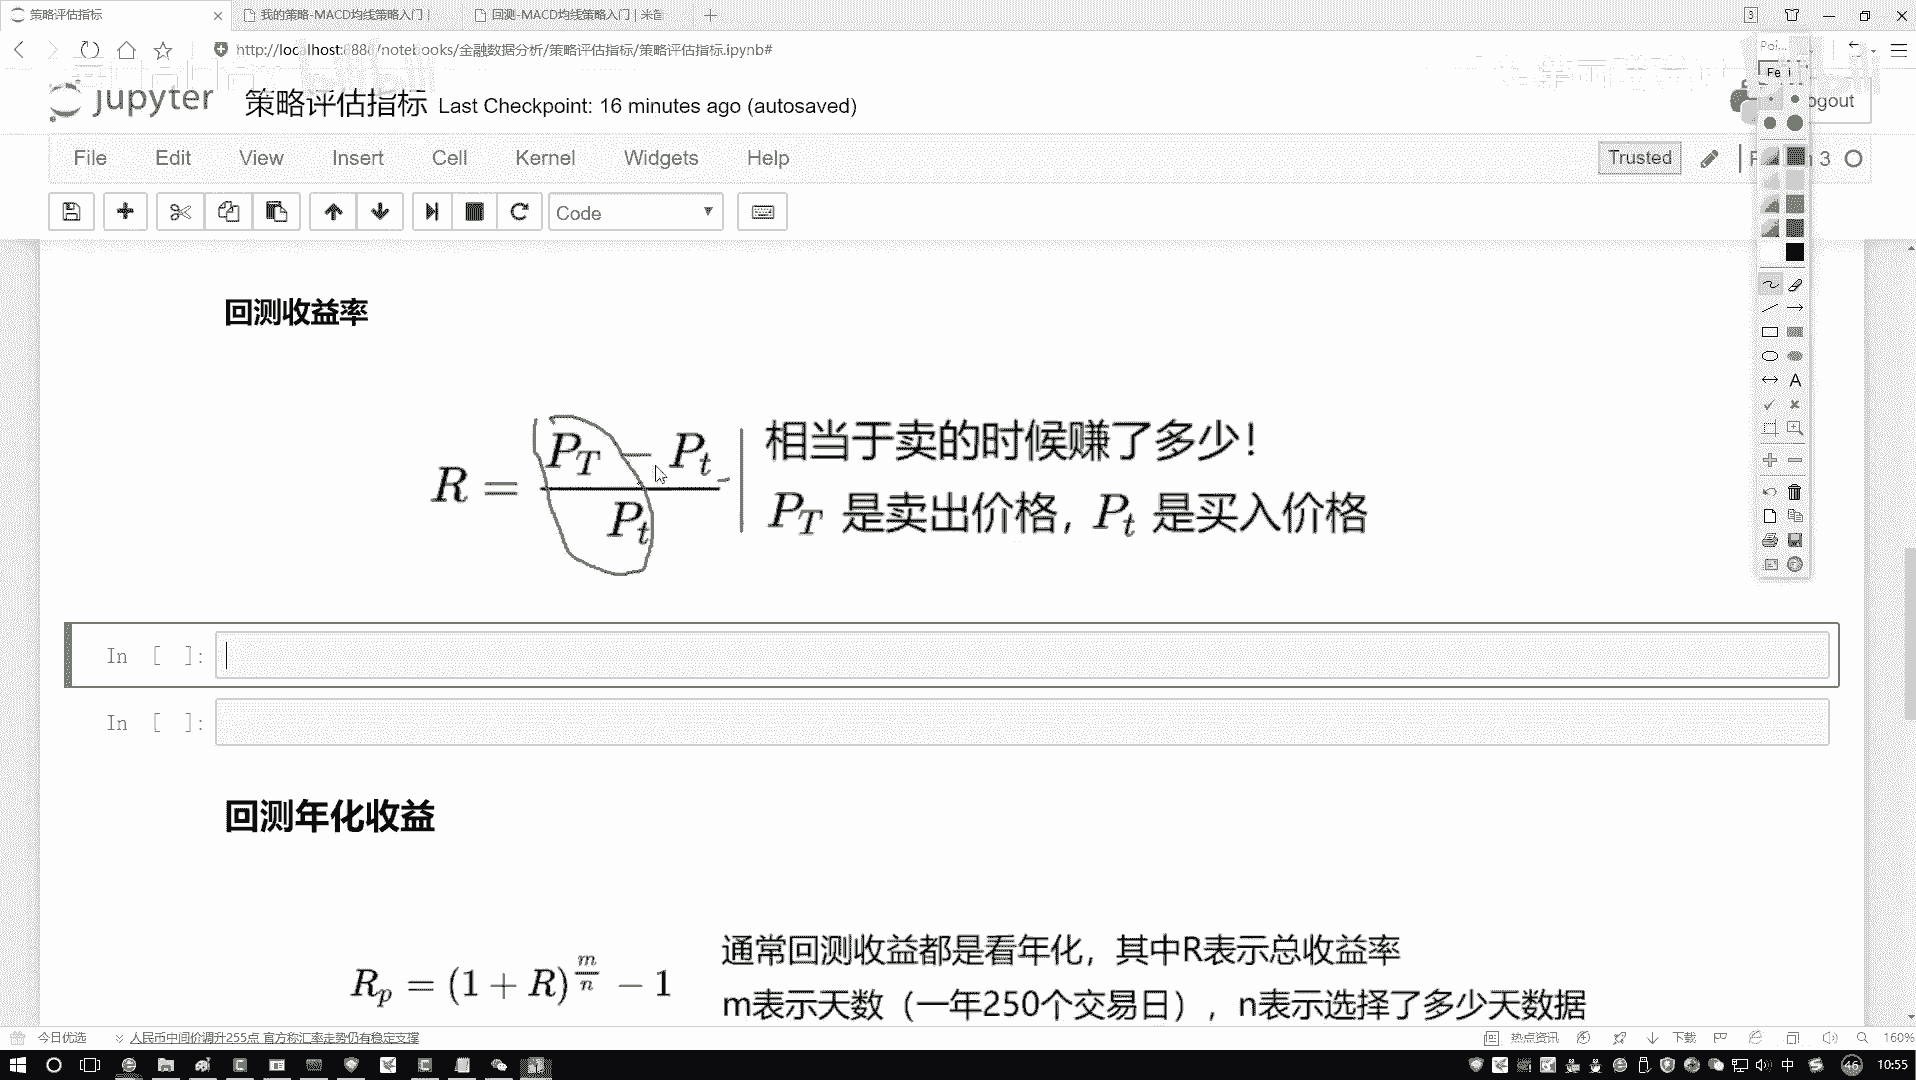 策略评估指标
我的策略-MACD均线策略入门 |
回测-MACD均线策略入门 | 米筐
http://localhost:8888/notebooks/金融数据分析/策略评估指标/策略评估指标.ipynb#
jupyter 策略评估指标 Last Checkpoint: 16 minutes ago (autosaved)
File Edit View Insert Cell Kernel Widgets Help
Trusted
3
Code
回测收益率
R = (P_T − P_t) / P_t
相当于卖的时候赚了多少!
P_T 是卖出价格, P_t 是买入价格
In [ ]:
In [ ]:
回测年化收益
R_p = (1 + R)^(m/n) − 1
通常回测收益都是看年化，其中R表示总收益率
m表示天数（一年250个交易日），n表示选择了多少天数据
今日优选
人民币中间价调升255点 官方称汇率走势仍有稳定支撑
热点资讯
下载
160%
中
46
10:55